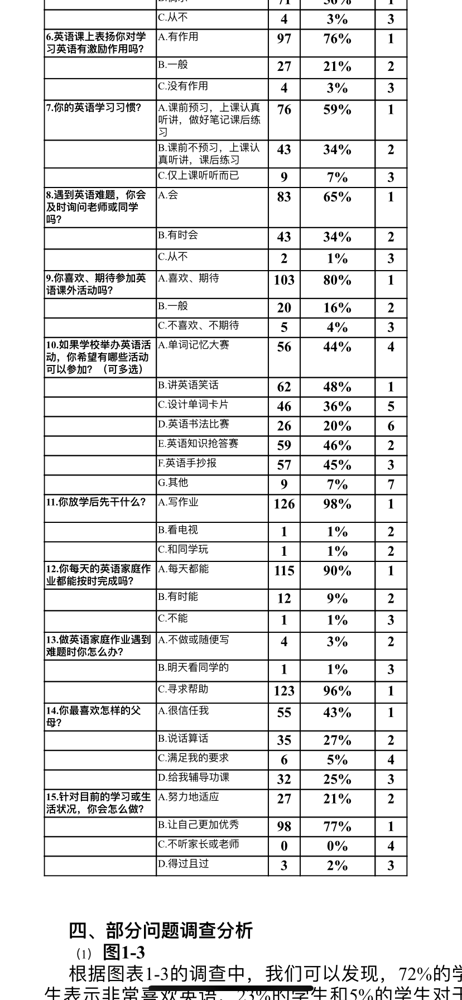 B.偶尔 71 56% 1
C.从不 4 3% 3
6.英语课上表扬你对学 A.有作用 97 76% 1
习英语有激励作用吗？
B.一般 27 21% 2
C.没有作用 4 3% 3
7.你的英语学习习惯？ A.课前预习，上课认真 76 59% 1
听讲，做好笔记课后练
习
B.课前不预习，上课认 43 34% 2
真听讲，课后练习
C.仅上课听听而已 9 7% 3
8.遇到英语难题，你会 A.会 83 65% 1
及时询问老师或同学
吗？
B.有时会 43 34% 2
C.从不 2 1% 3
9.你喜欢、期待参加英 A.喜欢、期待 103 80% 1
语课外活动吗？
B.一般 20 16% 2
C.不喜欢、不期待 5 4% 3
10.如果学校举办英语活 A.单词记忆大赛 56 44% 4
动，你希望有哪些活动
可以参加？（可多选）
B.讲英语笑话 62 48% 1
C.设计单词卡片 46 36% 5
D.英语书法比赛 26 20% 6
E.英语知识抢答赛 59 46% 2
F.英语手抄报 57 45% 3
G.其他 9 7% 7
11.你放学后先干什么？ A.写作业 126 98% 1
B.看电视 1 1% 2
C.和同学玩 1 1% 2
12.你每天的英语家庭作 A.每天都能 115 90% 1
业都能按时完成吗？
B.有时能 12 9% 2
C.不能 1 1% 3
13.做英语家庭作业遇到 A.不做或随便写 4 3% 2
难题时你怎么办？
B.明天看同学的 1 1% 3
C.寻求帮助 123 96% 1
14.你最喜欢怎样的父 A.很信任我 55 43% 1
母？
B.说话算话 35 27% 2
C.满足我的要求 6 5% 4
D.给我辅导功课 32 25% 3
15.针对目前的学习或生 A.努力地适应 27 21% 2
活状况，你会怎么做？
B.让自己更加优秀 98 77% 1
C.不听家长或老师 0 0% 4
D.得过且过 3 2% 3
四、部分问题调查分析
（1）图1-3
根据图表1-3的调查中，我们可以发现，72%的学
生表示非常喜欢英语，23%的学生和5%的学生对于